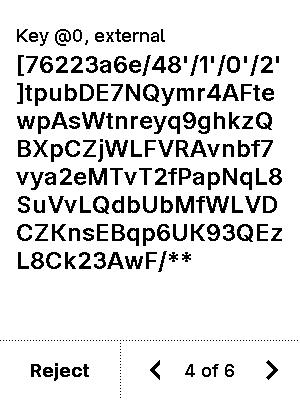 Key @0, external
[76223a6e/48'/1'/0'/2'
]tpubDE7NQymr4AFte
wpAsWtnreyq9ghkzQ
BXpCZjWLFVRAvnbf7
vya2eMTvT2fPapNqL8
SuVvLQdbUbMfWLVD
CZKnsEBqp6UK93QEz
L8Ck23AwF/**
Reject 4 of 6